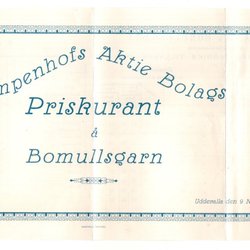 mpenhofs Aktie Bolags
Priskurant
á
Bomullsgarn
Uddevalla den 9 N